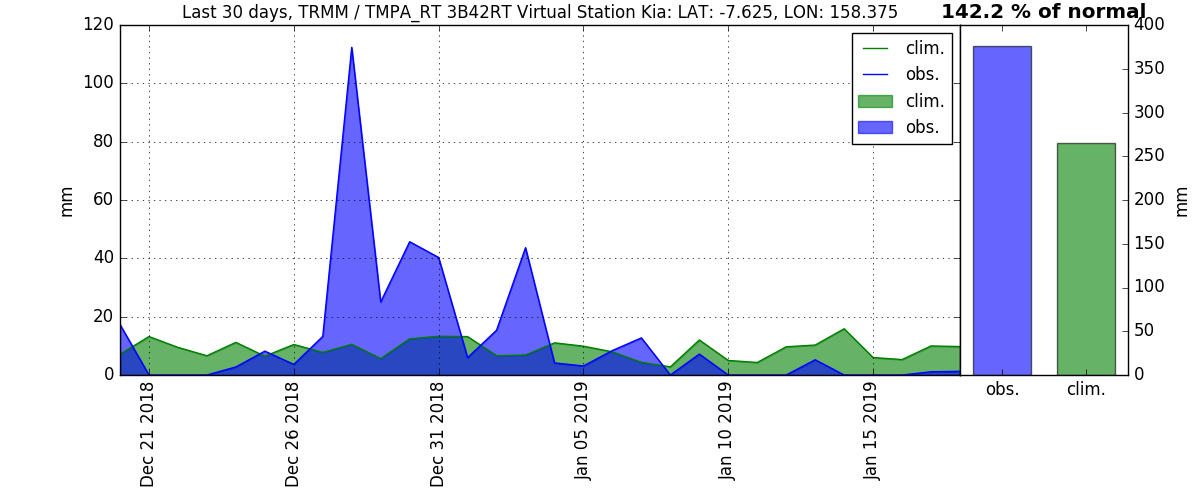 Last 30 days, TRMM / TMPA_RT 3B42RT Virtual Station Kia: LAT: -7.625, LON: 158.375
142.2 % of normal
120
100
80
60
40
20
0
mm
clim.
obs.
clim.
obs.
Dec 21 2018
Dec 26 2018
Dec 31 2018
Jan 05 2019
Jan 10 2019
Jan 15 2019
400
350
300
250
200
150
100
50
0
mm
obs.
clim.